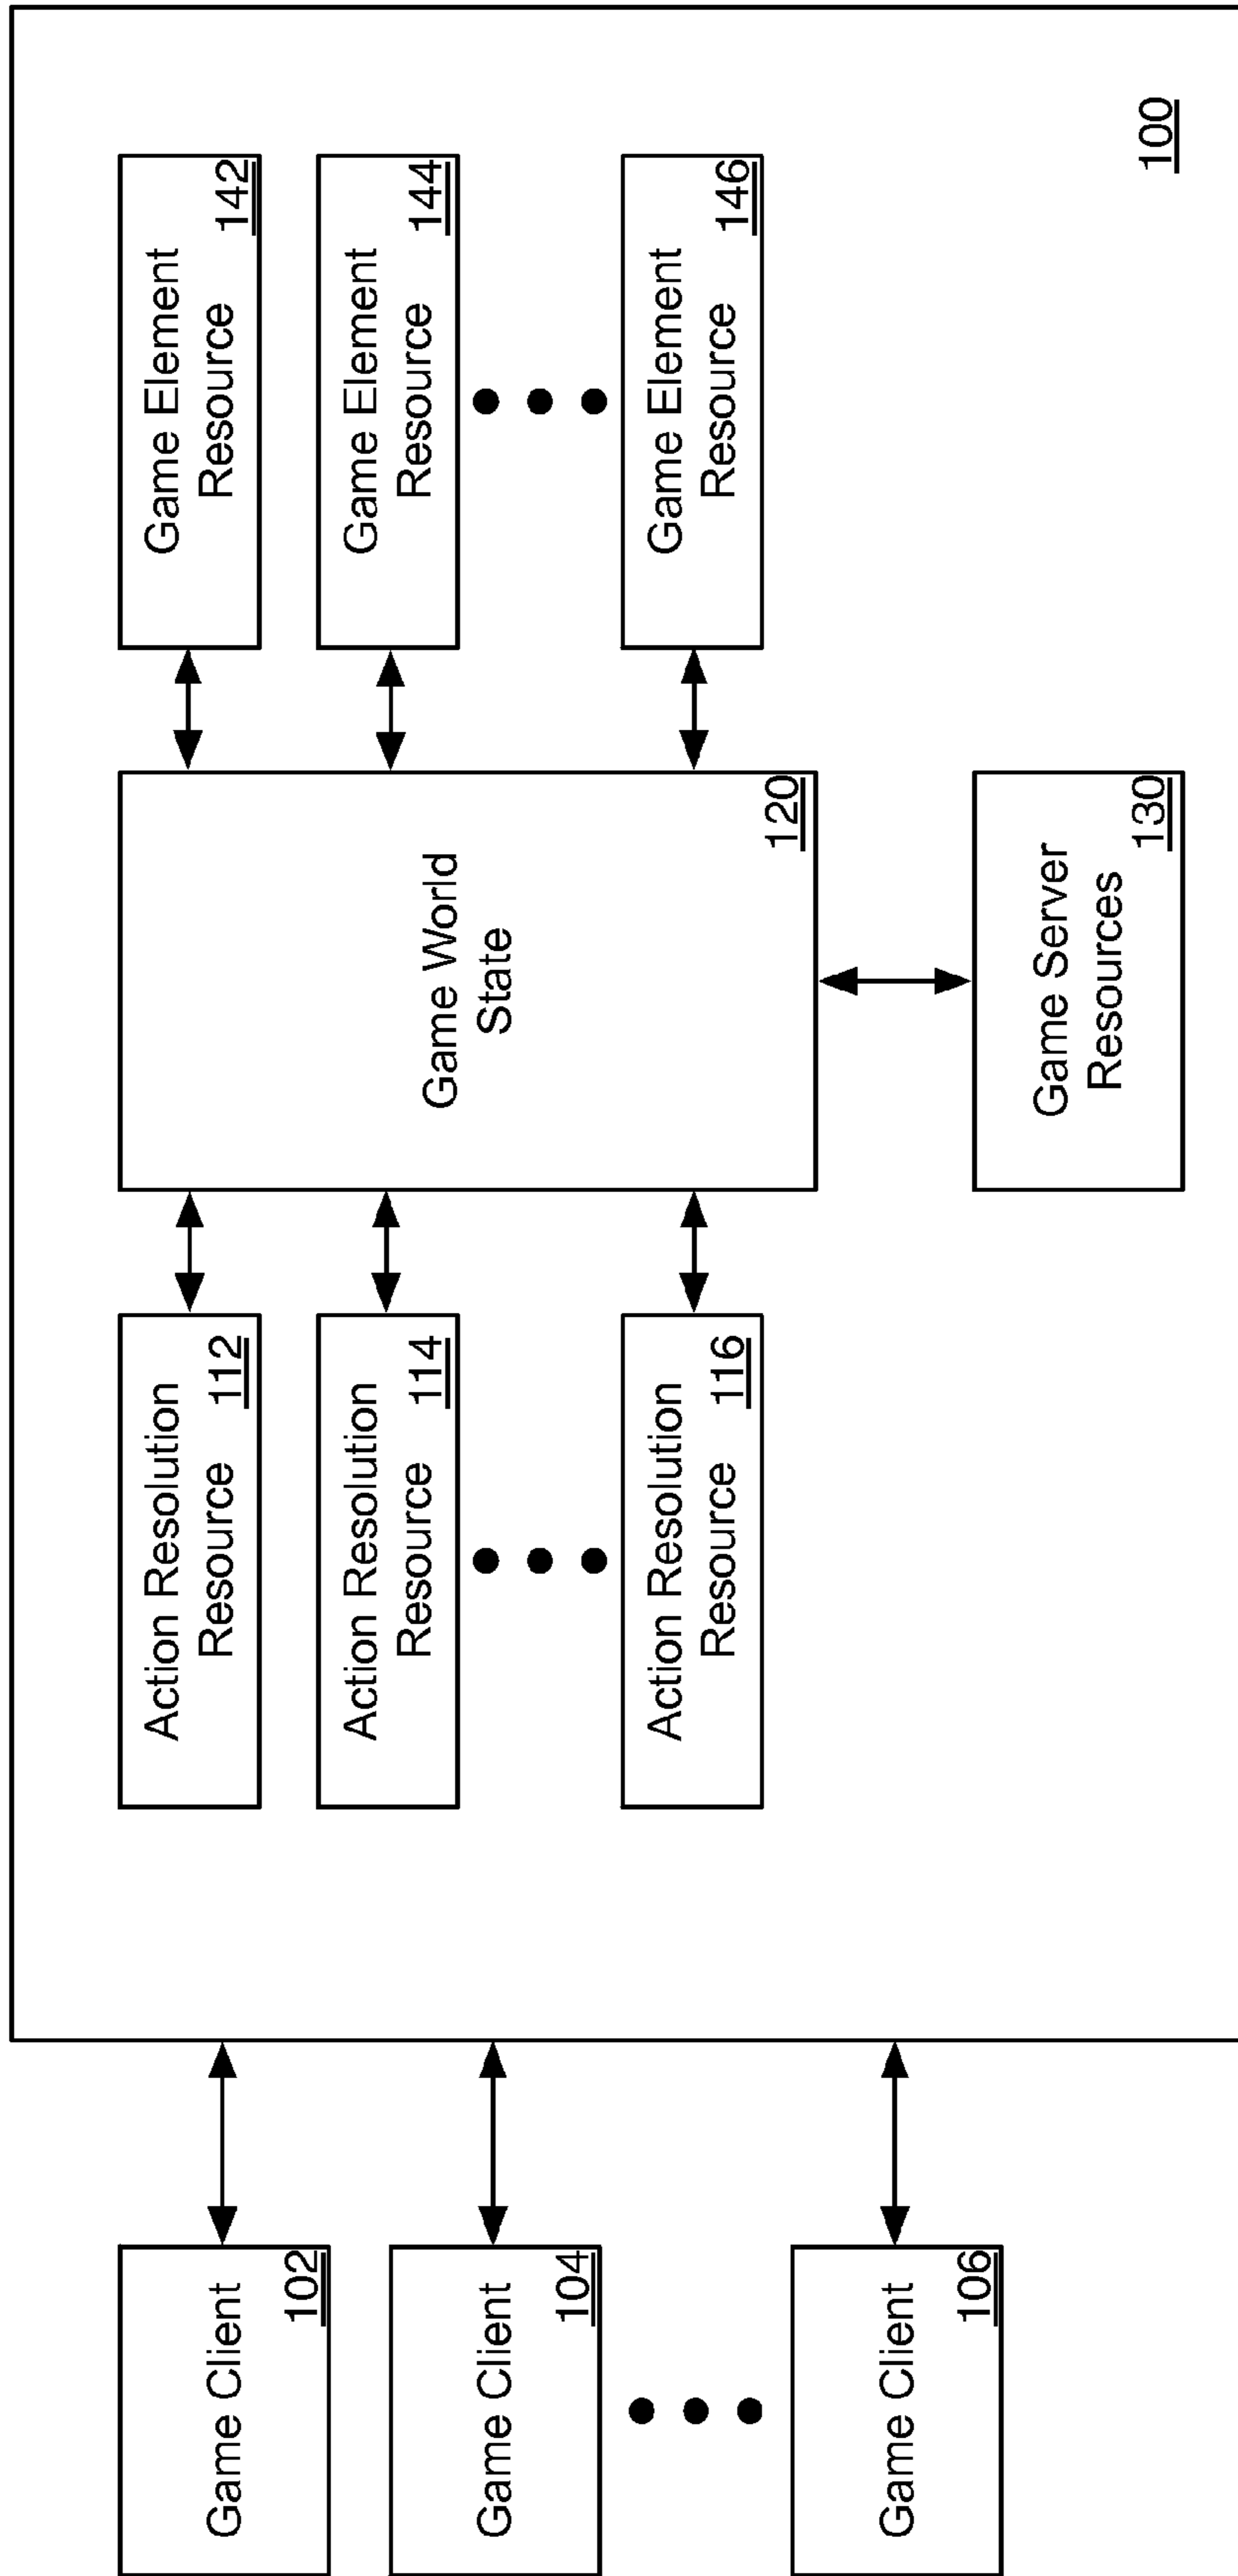 Game Client
102
Game Client
104
Game Client
106
Action Resolution
Resource
112
Action Resolution
Resource
114
Action Resolution
Resource
116
Game World
State
120
Game Server
Resources
130
Game Element
Resource
142
Game Element
Resource
144
Game Element
Resource
146
100